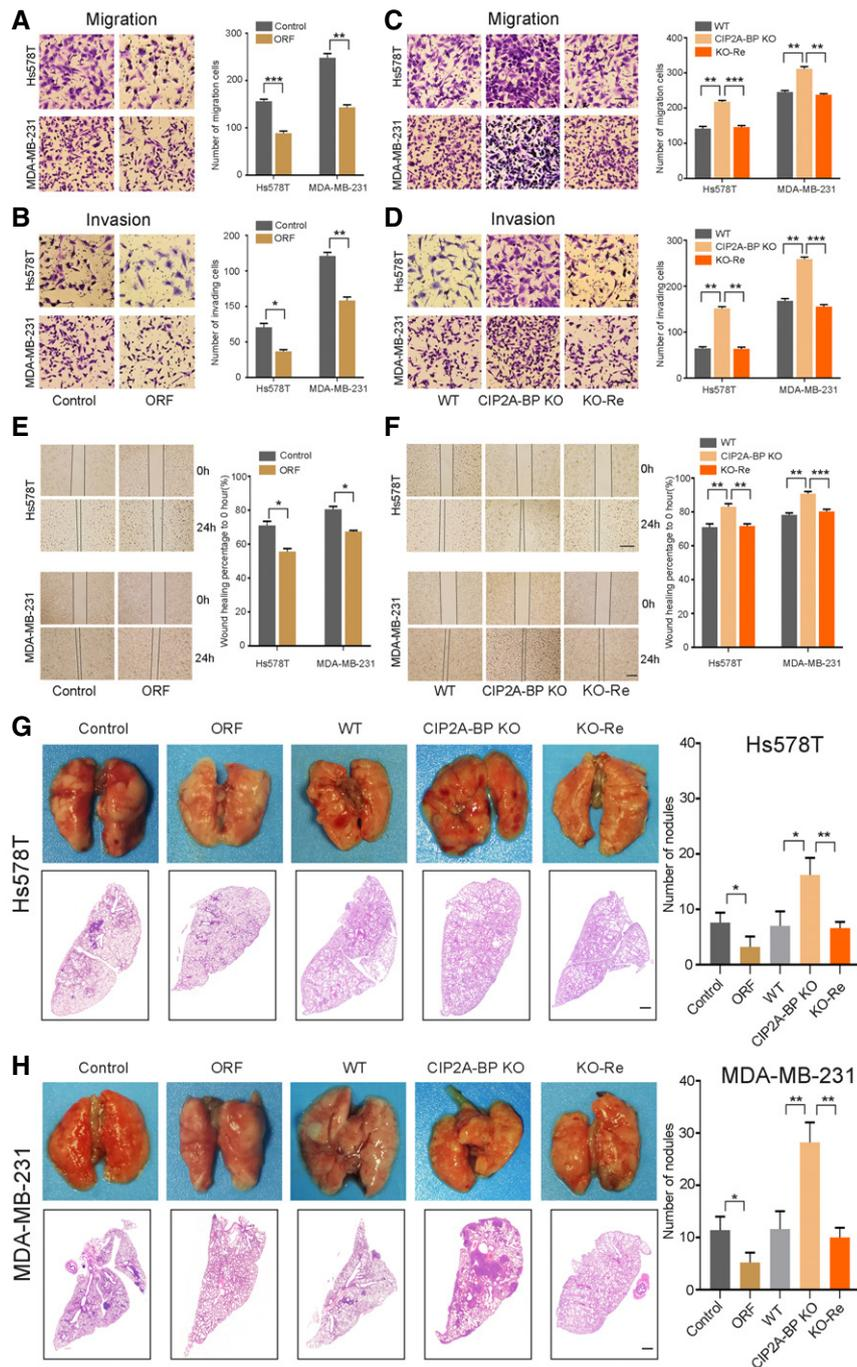 A
Migration
Hs578T
MDA-MB-231
Control
ORF
Number of migration cells
300
200
100
0
***
**
Hs578T
MDA-MB-231
C
Migration
Hs578T
MDA-MB-231
WT
CIP2A-BP KO
KO-Re
Number of migration cells
400
300
200
100
0
**
***
**
**
Hs578T
MDA-MB-231
B
Invasion
Hs578T
MDA-MB-231
Control
ORF
Control
ORF
Number of invading cells
200
100
150
50
0
*
**
Hs578T
MDA-MB-231
D
Invasion
Hs578T
MDA-MB-231
WT
CIP2A-BP KO
KO-Re
WT
CIP2A-BP KO
KO-Re
Number of invading cells
300
200
100
0
**
**
**
***
Hs578T
MDA-MB-231
E
Hs578T
0h
24h
MDA-MB-231
0h
24h
Control
ORF
Control
ORF
Wound healing percentage to 0 hour(%)
100
80
60
40
20
0
*
*
Hs578T
MDA-MB-231
F
Hs578T
0h
24h
MDA-MB-231
0h
24h
WT
CIP2A-BP KO
KO-Re
WT
CIP2A-BP KO
KO-Re
Wound healing percentage to 0 hour(%)
100
80
60
40
20
0
**
**
**
***
Hs578T
MDA-MB-231
G
Control
ORF
WT
CIP2A-BP KO
KO-Re
Hs578T
Hs578T
Number of nodules
40
30
20
10
0
*
*
**
Control
ORF
WT
CIP2A-BP KO
KO-Re
H
Control
ORF
WT
CIP2A-BP KO
KO-Re
MDA-MB-231
MDA-MB-231
Number of nodules
40
30
20
10
0
*
**
**
Control
ORF
WT
CIP2A-BP KO
KO-Re